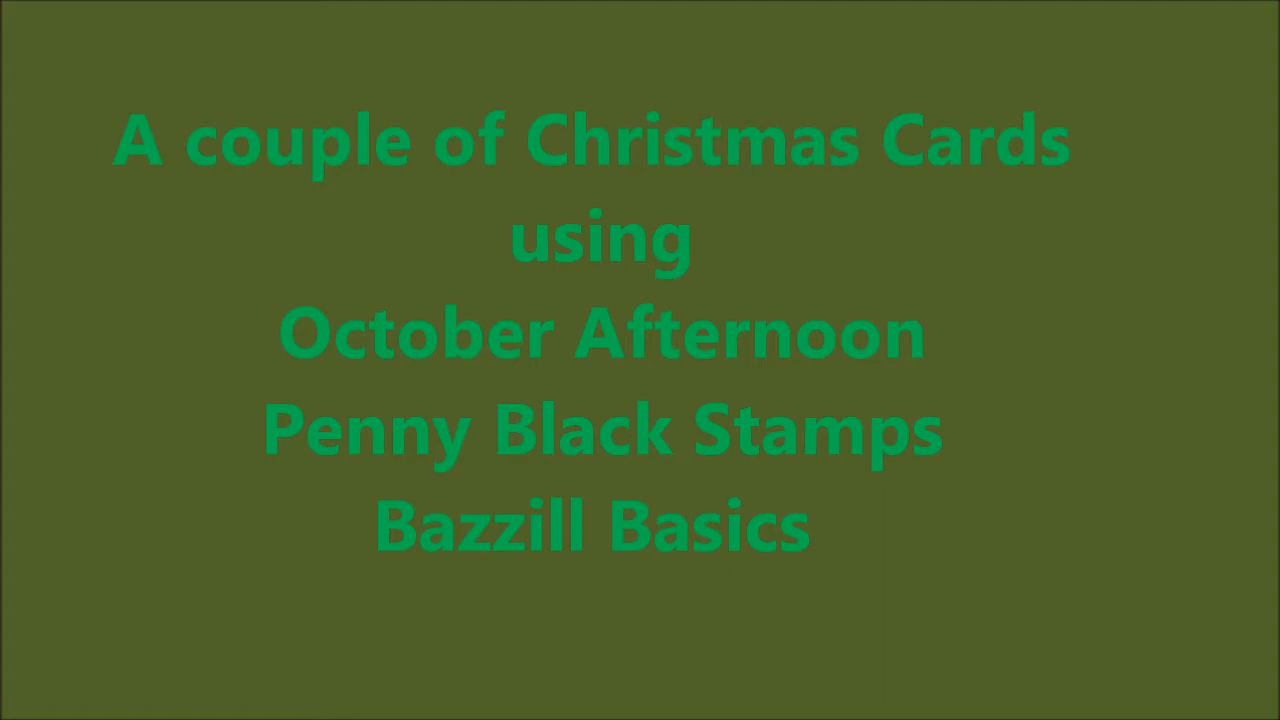 A couple of Christmas Cards
using
October Afternoon
Penny Black Stamps
Bazzill Basics